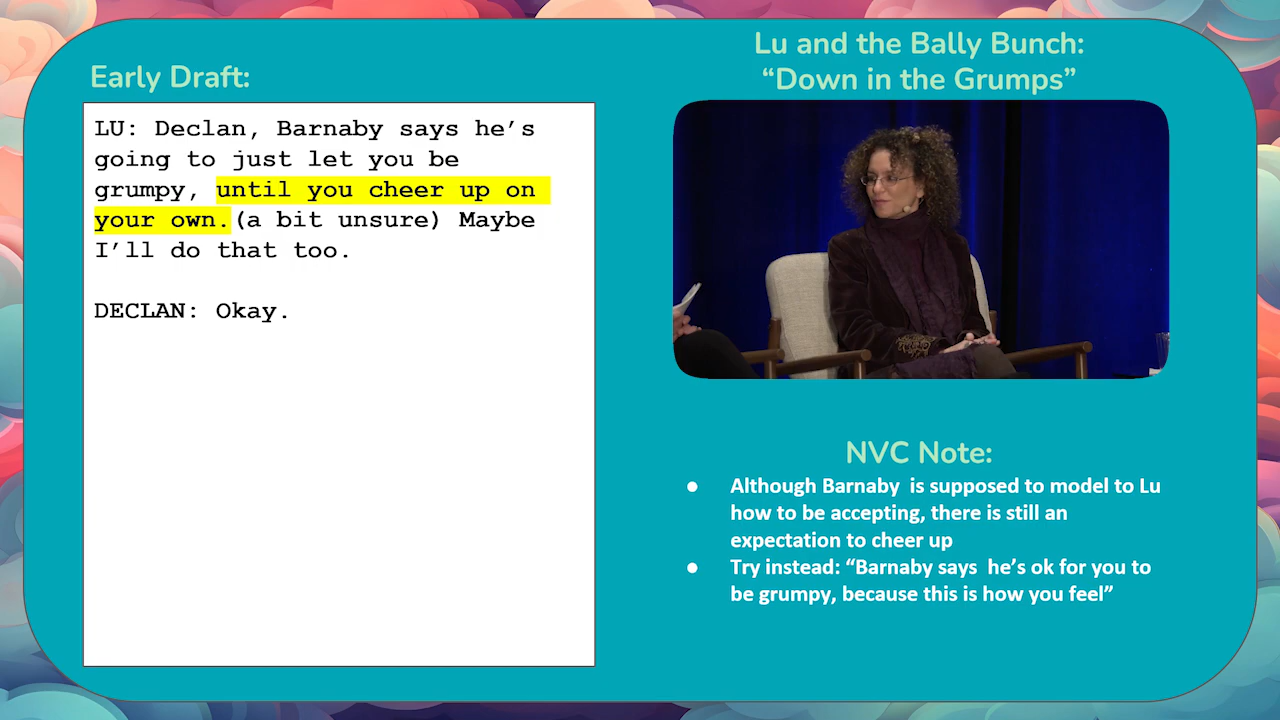 Early Draft:
LU: Declan, Barnaby says he’s
going to just let you be
grumpy, until you cheer up on
your own.(a bit unsure) Maybe
I’ll do that too.
DECLAN: Okay.
Lu and the Bally Bunch:
“Down in the Grumps”
NVC Note:
● Although Barnaby  is supposed to model to Lu
how to be accepting, there is still an
expectation to cheer up
● Try instead: “Barnaby says  he’s ok for you to
be grumpy, because this is how you feel”